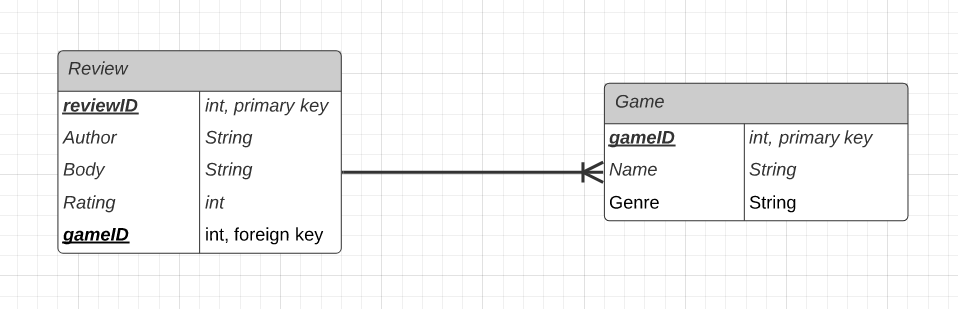 Review
reviewID int, primary key
Author String
Body String
Rating int
gameID int, foreign key
Game
gameID int, primary key
Name String
Genre String